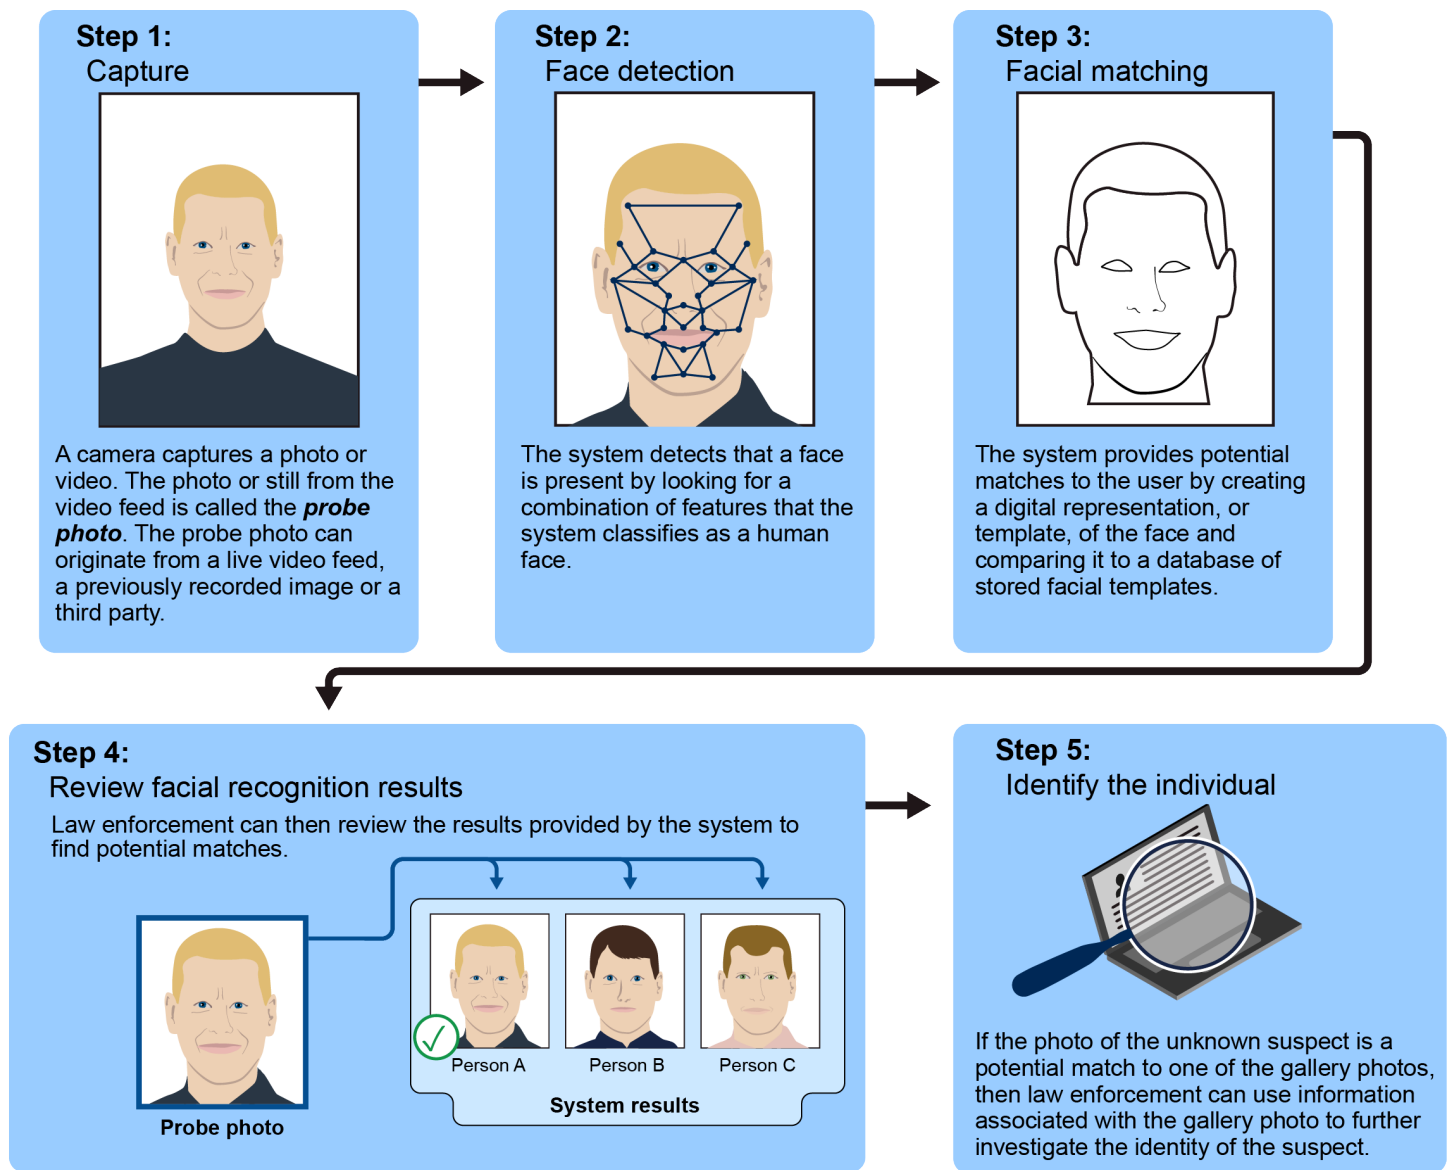 Step 1:
Capture
A camera captures a photo or
video. The photo or still from the
video feed is called the probe
photo. The probe photo can
originate from a live video feed,
a previously recorded image or a
third party.
Step 2:
Face detection
The system detects that a face
is present by looking for a
combination of features that the
system classifies as a human
face.
Step 3:
Facial matching
The system provides potential
matches to the user by creating
a digital representation, or
template, of the face and
comparing it to a database of
stored facial templates.
Step 4:
Review facial recognition results
Law enforcement can then review the results provided by the system to
find potential matches.
Probe photo
Person A
Person B
Person C
System results
Step 5:
Identify the individual
If the photo of the unknown suspect is a
potential match to one of the gallery photos,
then law enforcement can use information
associated with the gallery photo to further
investigate the identity of the suspect.